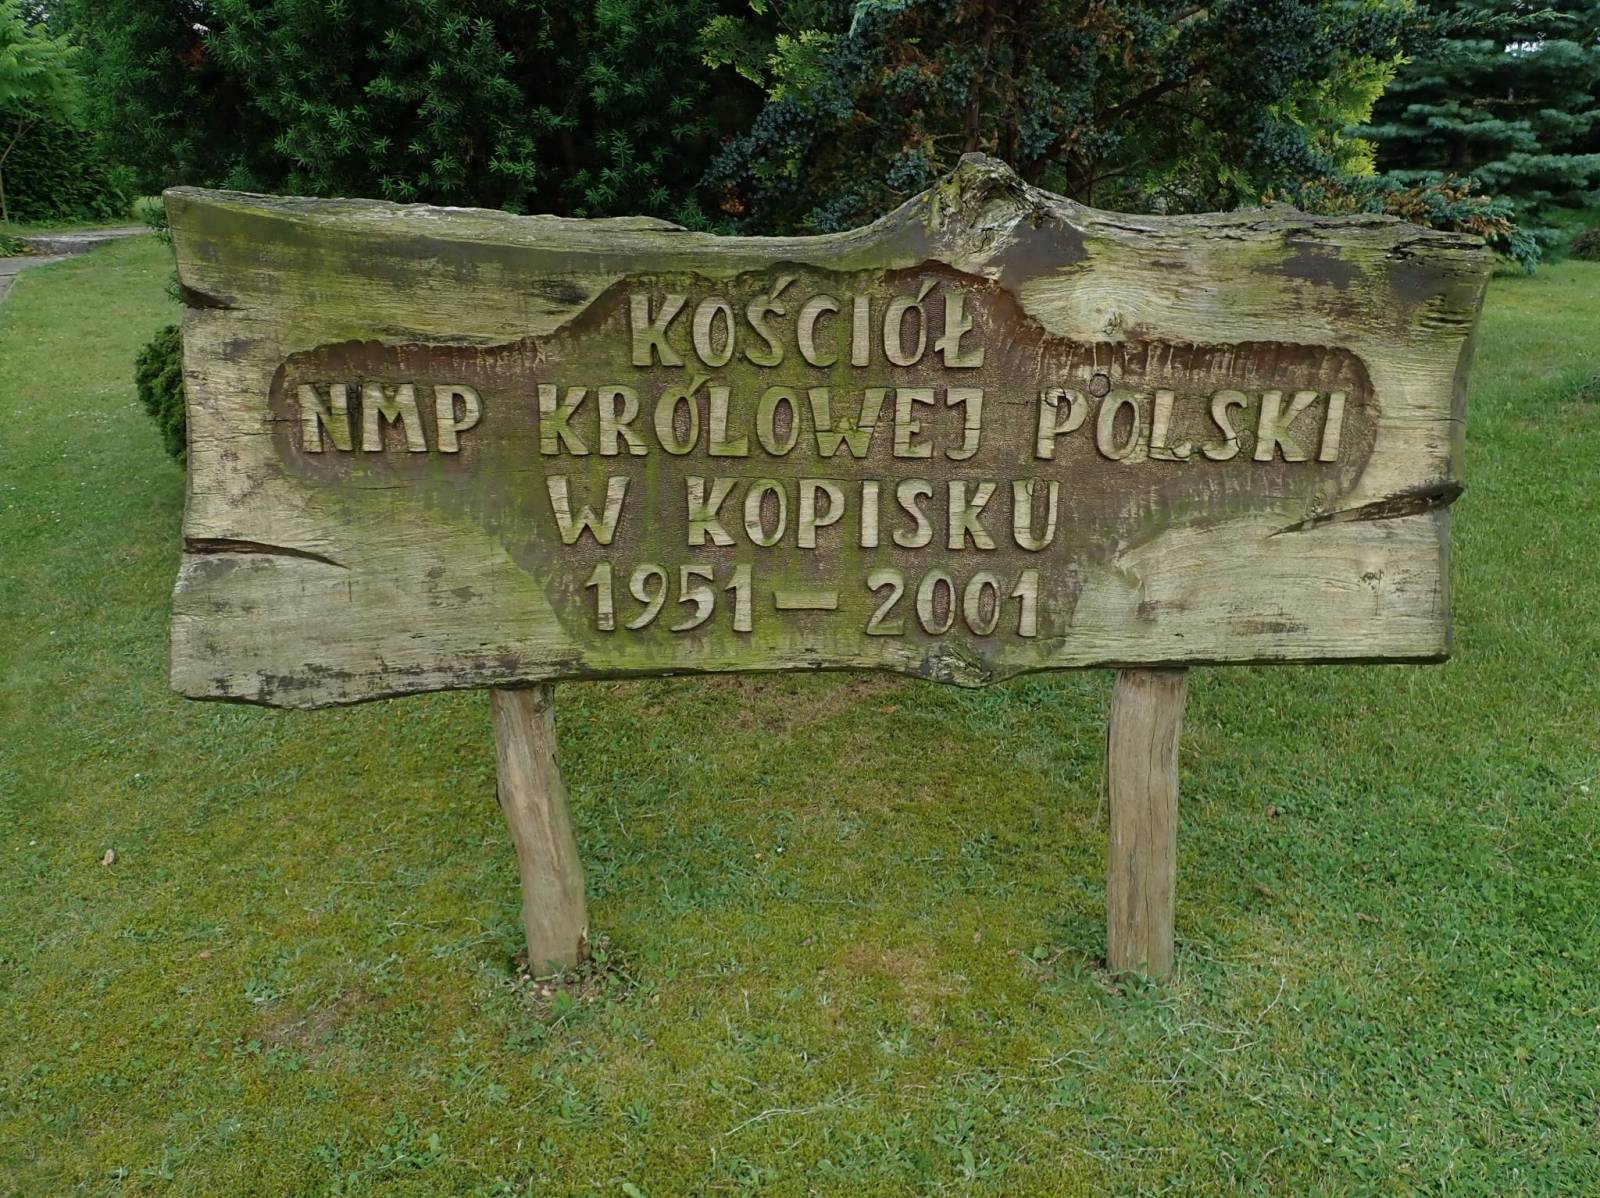 KOŚCIÓŁ
NMP KRÓLOWEJ POLSKI
W KOPISKU
1951 — 2001